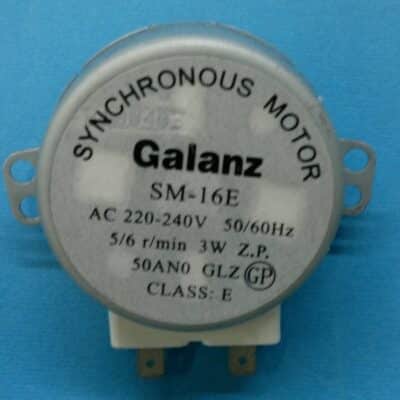 SYNCHRONOUS MOTOR
Galanz
SM-16E
AC 220-240V 50/60Hz
5/6 r/min 3W Z.P.
50AN0 GLZ GP
CLASS: E